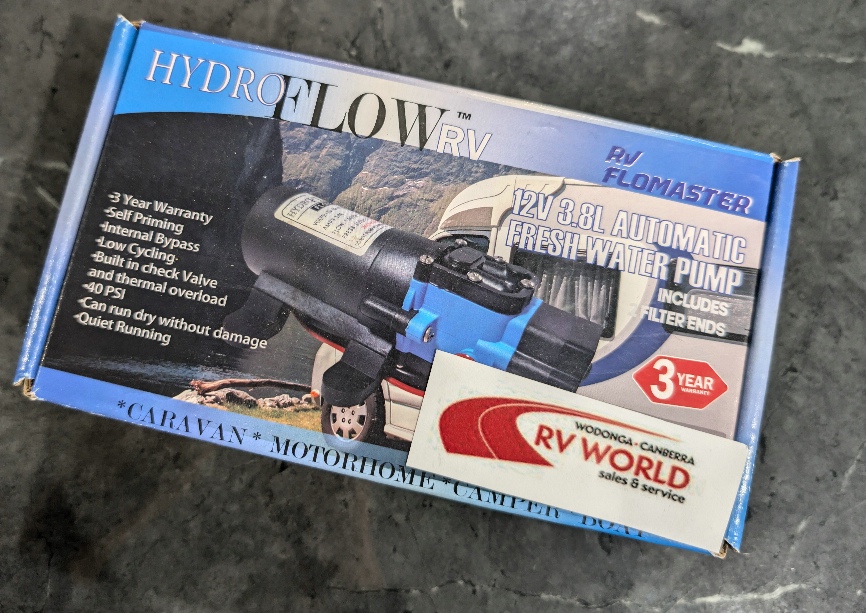 HYDROFLOW™RV
RV
FLOMASTER
12V 3.8L AUTOMATIC
FRESH WATER PUMP
INCLUDES
2 FILTER ENDS
-3 Year Warranty
-Self Priming
-Internal Bypass
-Low Cycling.
-Built in check Valve
and thermal overload
-40 PSI
-Can run dry without damage
-Quiet Running
3 YEAR
WARRANTY
WODONGA - CANBERRA
RV WORLD
sales & service
*CARAVAN * MOTORHOME *CAMPER *BOAT